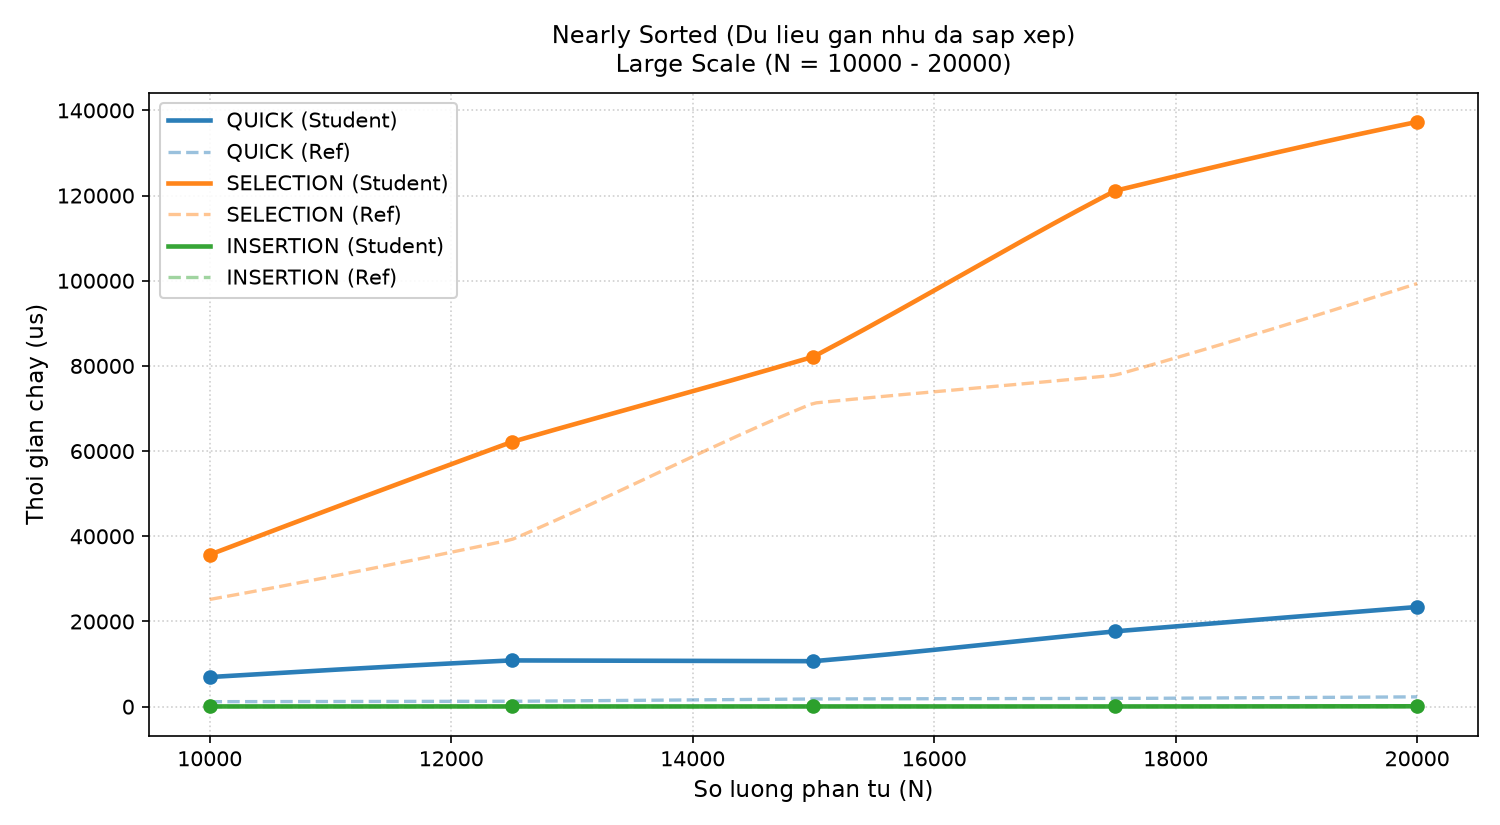 Nearly Sorted (Du lieu gan nhu da sap xep)
Large Scale (N = 10000 - 20000)
QUICK (Student)
QUICK (Ref)
SELECTION (Student)
SELECTION (Ref)
INSERTION (Student)
INSERTION (Ref)
Thoi gian chay (us)
140000
120000
100000
80000
60000
40000
20000
0
10000 12000 14000 16000 18000 20000
So luong phan tu (N)